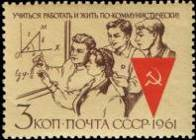 УЧИТЬСЯ РАБОТАТЬ И ЖИТЬ ПО-КОММУНИСТИЧЕСКИ!
3 КОП·ПОЧТА СССР·1961